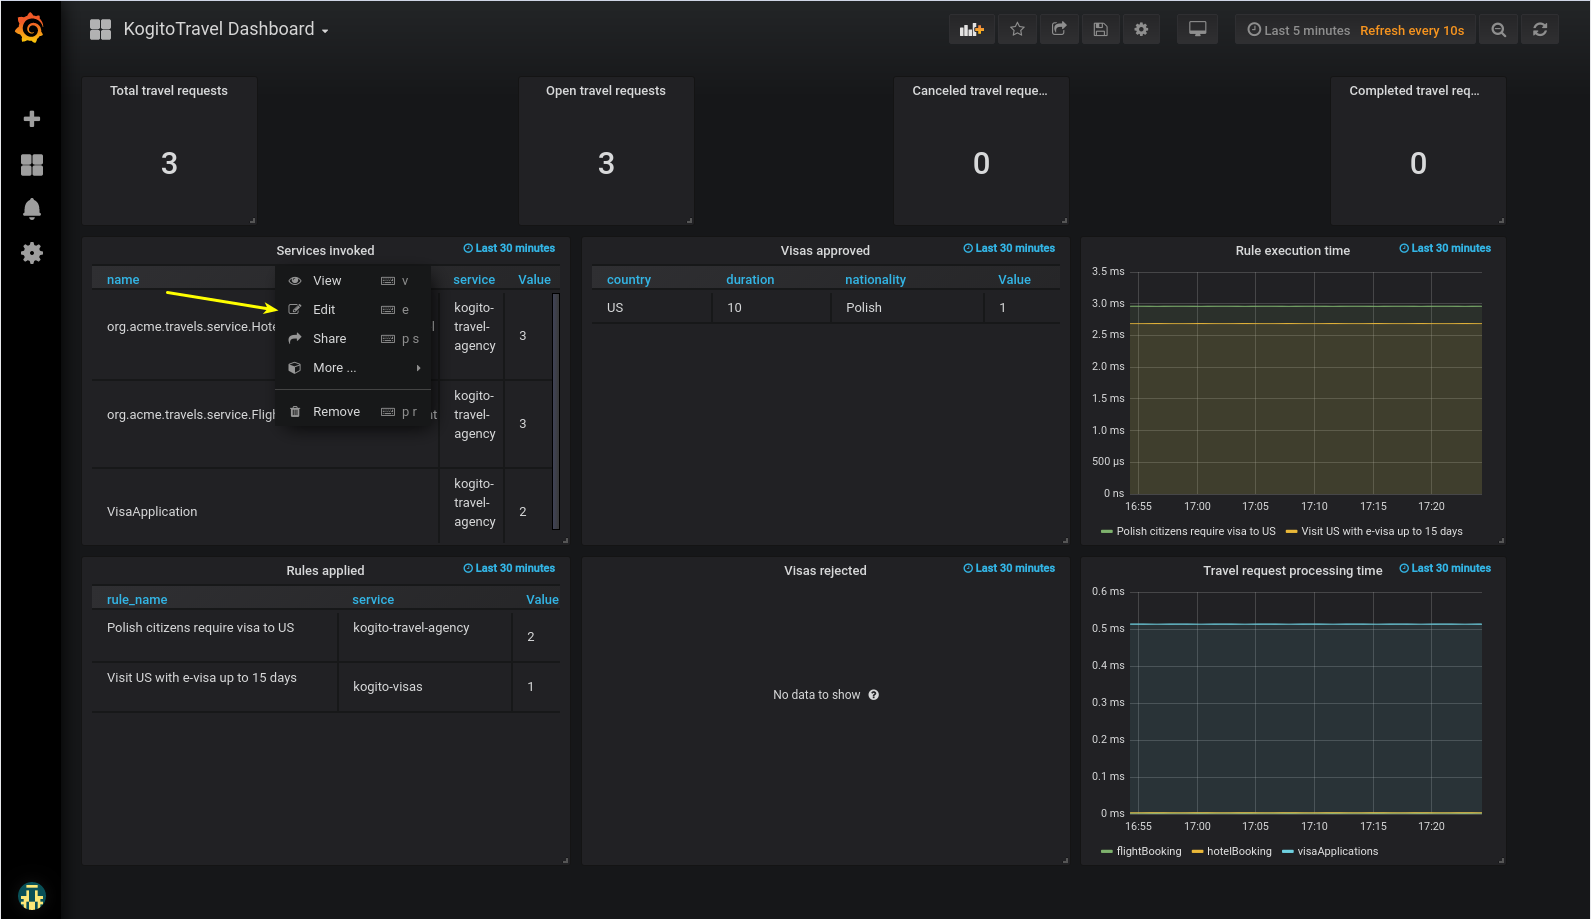 KogitoTravel Dashboard
Last 5 minutes Refresh every 10s
Total travel requests
3
Open travel requests
3
Canceled travel reque...
0
Completed travel req...
0
Services invoked
Last 30 minutes
name service Value
org.acme.travels.service.Hote l
kogito-
travel-
agency
3
org.acme.travels.service.Fligh nt
kogito-
travel-
agency
3
VisaApplication
kogito-
travel-
agency
2
View v
Edit e
Share p s
More ...
Remove p r
Visas approved
Last 30 minutes
country duration nationality Value
US 10 Polish 1
Rule execution time
Last 30 minutes
3.5 ms
3.0 ms
2.5 ms
2.0 ms
1.5 ms
1.0 ms
500 µs
0 ns
16:55 17:00 17:05 17:10 17:15 17:20
Polish citizens require visa to US Visit US with e-visa up to 15 days
Rules applied
Last 30 minutes
rule_name service Value
Polish citizens require visa to US kogito-travel-agency 2
Visit US with e-visa up to 15 days kogito-visas 1
Visas rejected
Last 30 minutes
No data to show
Travel request processing time
Last 30 minutes
0.6 ms
0.5 ms
0.4 ms
0.3 ms
0.2 ms
0.1 ms
0 ms
16:55 17:00 17:05 17:10 17:15 17:20
flightBooking hotelBooking visaApplications